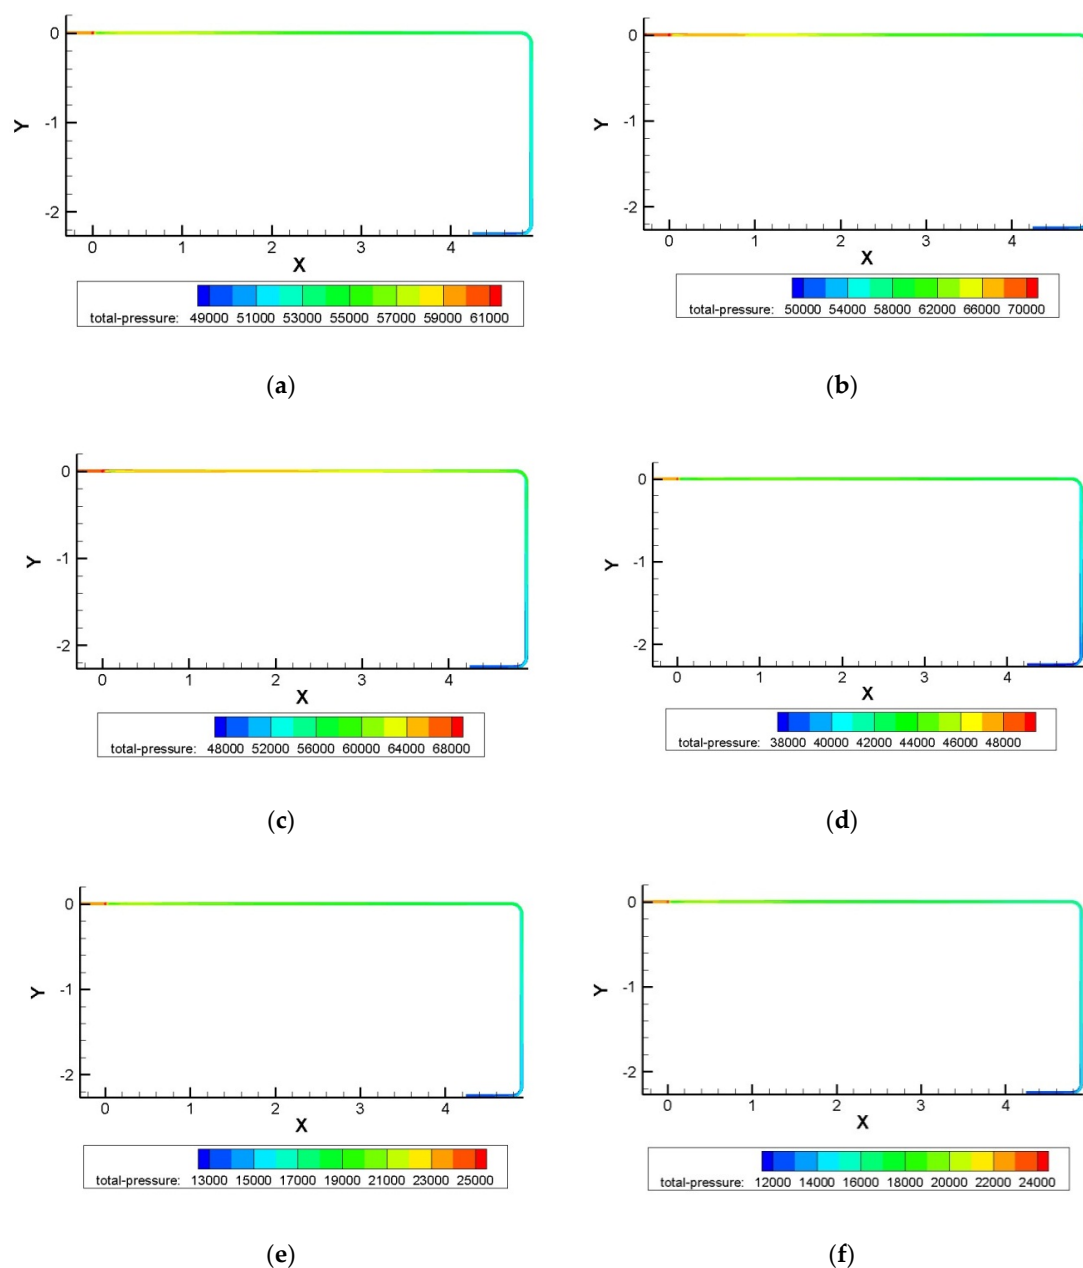 0
-1
-2
Y
0 1 2 3 4
X
total-pressure: 49000 51000 53000 55000 57000 59000 61000
(a)
0
-1
-2
Y
0 1 2 3 4
X
total-pressure: 50000 54000 58000 62000 66000 70000
(b)
0
-1
-2
Y
0 1 2 3 4
X
total-pressure: 48000 52000 56000 60000 64000 68000
(c)
0
-1
-2
Y
0 1 2 3 4
X
total-pressure: 38000 40000 42000 44000 46000 48000
(d)
0
-1
-2
Y
0 1 2 3 4
X
total-pressure: 13000 15000 17000 19000 21000 23000 25000
(e)
0
-1
-2
Y
0 1 2 3 4
X
total-pressure: 12000 14000 16000 18000 20000 22000 24000
(f)